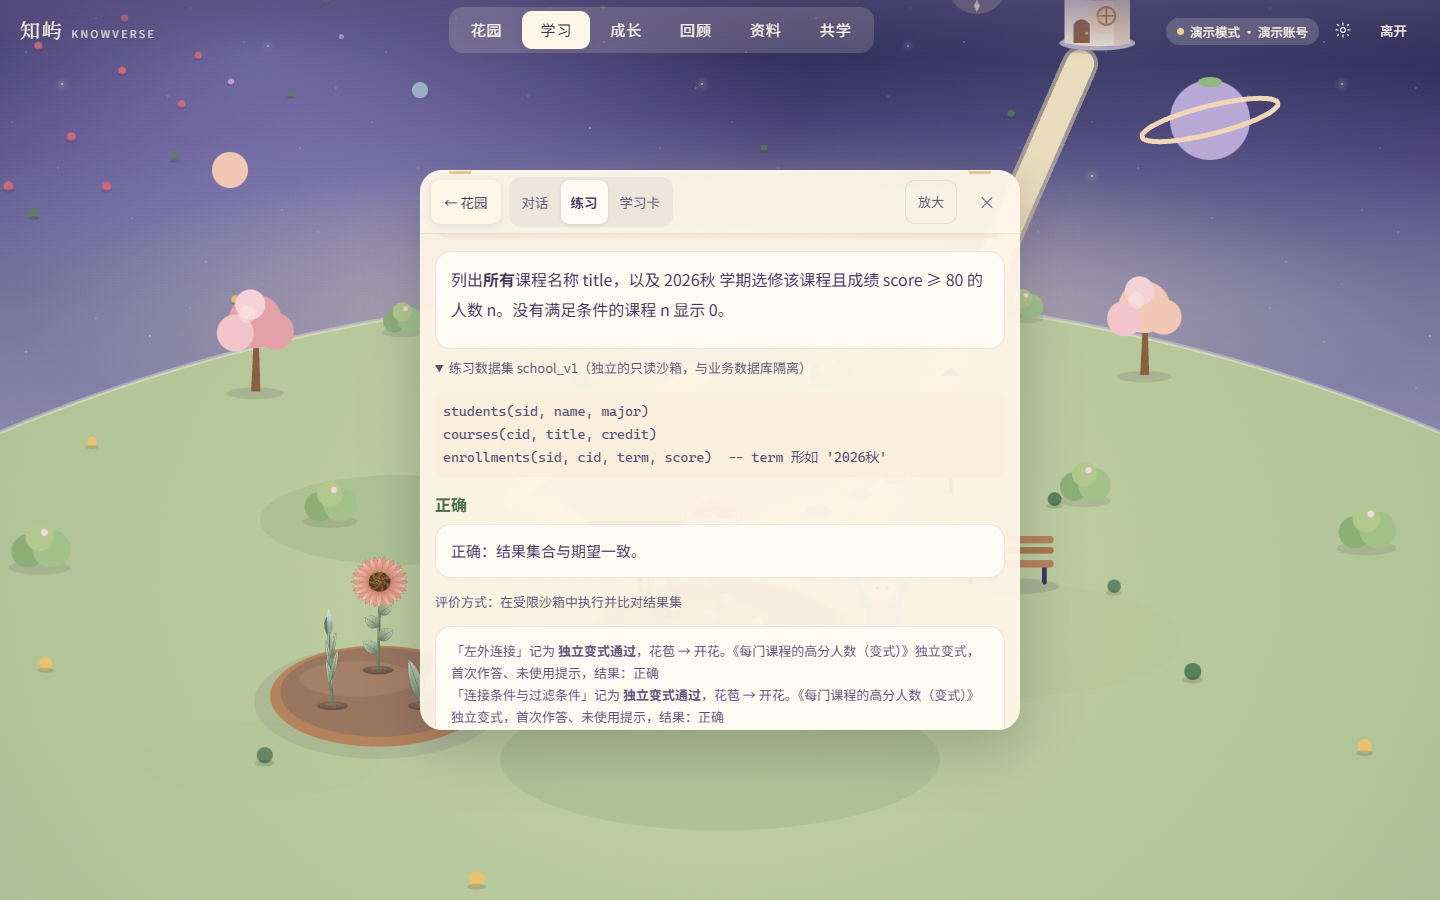 知屿 KNOWVERSE
花园 学习 成长 回顾 资料 共学
演示模式 · 演示账号
离开
← 花园 对话 练习 学习卡 放大
列出所有课程名称 title，以及 2026秋 学期选修该课程且成绩 score ≥ 80 的
人数 n。没有满足条件的课程 n 显示 0。
▼ 练习数据集 school_v1（独立的只读沙箱，与业务数据库隔离）
students(sid, name, major)
courses(cid, title, credit)
enrollments(sid, cid, term, score)  -- term 形如 '2026秋'
正确
正确：结果集合与期望一致。
评价方式：在受限沙箱中执行并比对结果集
「左外连接」记为 独立变式通过，花苞 → 开花。《每门课程的高分人数（变式）》独立变式，
首次作答、未使用提示，结果：正确
「连接条件与过滤条件」记为 独立变式通过，花苞 → 开花。《每门课程的高分人数（变式）》
独立变式，首次作答、未使用提示，结果：正确